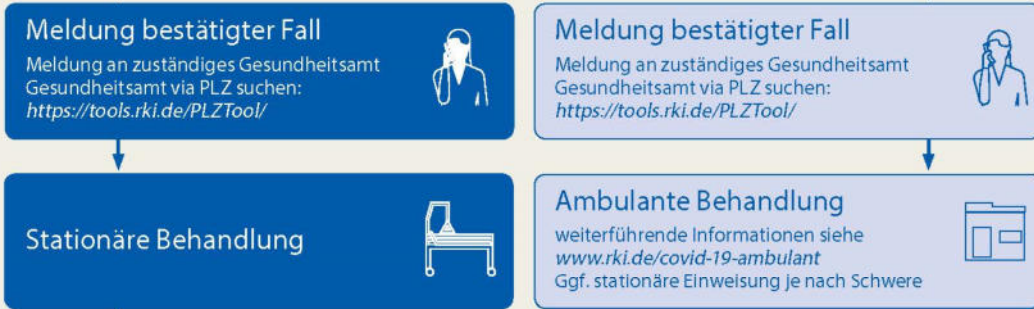 Meldung bestätigter Fall
Meldung an zuständiges Gesundheitsamt
Gesundheitsamt via PLZ suchen:
https://tools.rki.de/PLZTool/
Meldung bestätigter Fall
Meldung an zuständiges Gesundheitsamt
Gesundheitsamt via PLZ suchen:
https://tools.rki.de/PLZTool/
Stationäre Behandlung
Ambulante Behandlung
weiterführende Informationen siehe
www.rki.de/covid-19-ambulant
Ggf. stationäre Einweisung je nach Schwere